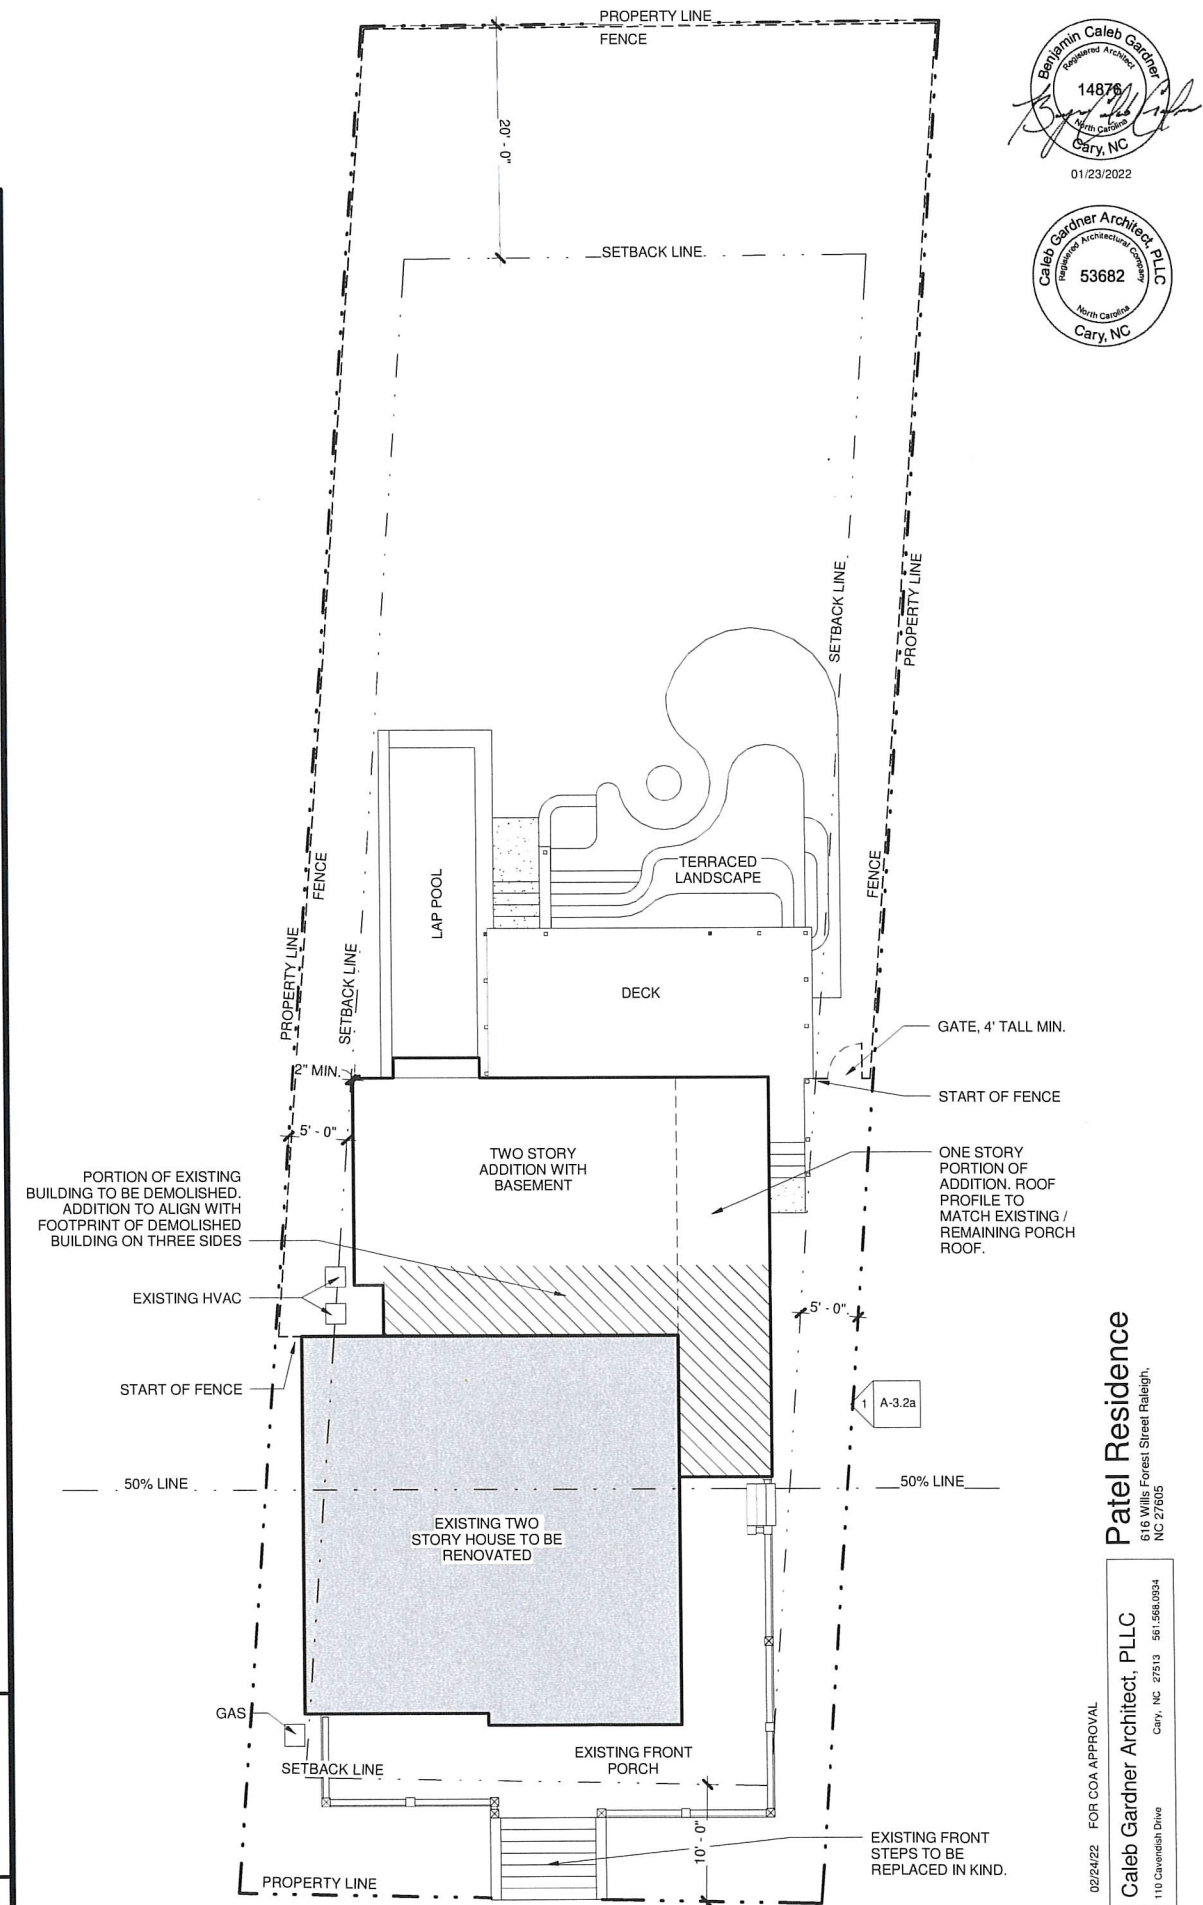 PROPERTY LINE
FENCE
20' - 0"
SETBACK LINE
Benjamin Caleb Gardner
Registered Architect
14876
North Carolina
Cary, NC
01/23/2022
Caleb Gardner Architect, PLLC
Registered Architectural Company
53682
North Carolina
Cary, NC
SETBACK LINE
PROPERTY LINE
FENCE
LAP POOL
TERRACED
LANDSCAPE
FENCE
PROPERTY LINE
SETBACK LINE
DECK
GATE, 4' TALL MIN.
2" MIN.
START OF FENCE
5' - 0"
TWO STORY
ADDITION WITH
BASEMENT
ONE STORY
PORTION OF
ADDITION. ROOF
PROFILE TO
MATCH EXISTING /
REMAINING PORCH
ROOF.
PORTION OF EXISTING
BUILDING TO BE DEMOLISHED.
ADDITION TO ALIGN WITH
FOOTPRINT OF DEMOLISHED
BUILDING ON THREE SIDES
EXISTING HVAC
5' - 0"
START OF FENCE
1 A-3.2a
50% LINE
50% LINE
EXISTING TWO
STORY HOUSE TO BE
RENOVATED
GAS
SETBACK LINE
EXISTING FRONT
PORCH
10' - 0"
EXISTING FRONT
STEPS TO BE
REPLACED IN KIND.
PROPERTY LINE
Patel Residence
616 Wills Forest Street Raleigh,
NC 27605
02/24/22 FOR COA APPROVAL
Caleb Gardner Architect, PLLC
110 Cavendish Drive Cary, NC 27513 561.568.0934